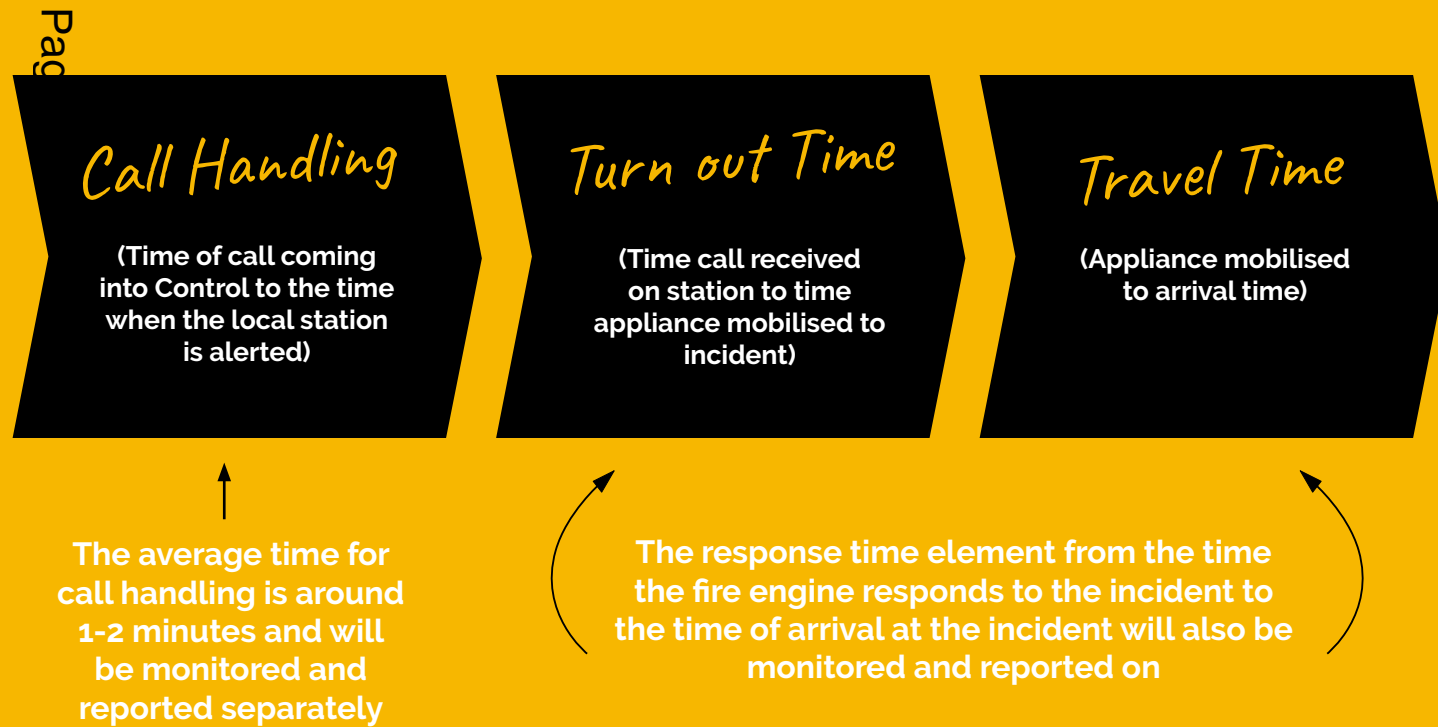 Pag
Call Handling
(Time of call coming
into Control to the time
when the local station
is alerted)
Turn out Time
(Time call received
on station to time
appliance mobilised to
incident)
Travel Time
(Appliance mobilised
to arrival time)
The average time for
call handling is around
1-2 minutes and will
be monitored and
reported separately
The response time element from the time
the fire engine responds to the incident to
the time of arrival at the incident will also be
monitored and reported on